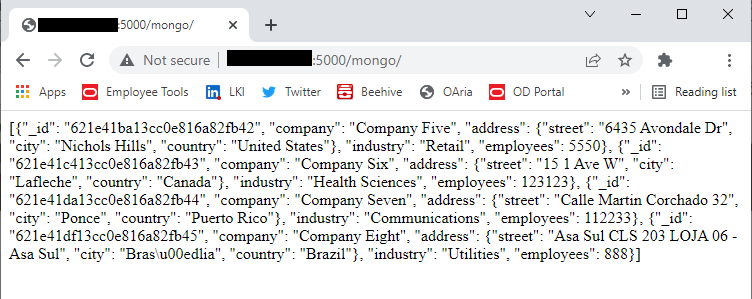 :5000/mongo/
Not secure :5000/mongo/
Apps Employee Tools LKI Twitter Beehive OAria OD Portal » Reading list
[{"_id": "621e41ba13cc0e816a82fb42", "company": "Company Five", "address": {"street": "6435 Avondale Dr",
"city": "Nichols Hills", "country": "United States"}, "industry": "Retail", "employees": 5550}, {"_id":
"621e41c413cc0e816a82fb43", "company": "Company Six", "address": {"street": "15 1 Ave W", "city":
"Lafleche", "country": "Canada"}, "industry": "Health Sciences", "employees": 123123}, {"_id":
"621e41da13cc0e816a82fb44", "company": "Company Seven", "address": {"street": "Calle Martin Corchado 32",
"city": "Ponce", "country": "Puerto Rico"}, "industry": "Communications", "employees": 112233}, {"_id":
"621e41df13cc0e816a82fb45", "company": "Company Eight", "address": {"street": "Asa Sul CLS 203 LOJA 06 -
Asa Sul", "city": "Bras\u00edlia", "country": "Brazil"}, "industry": "Utilities", "employees": 888}]